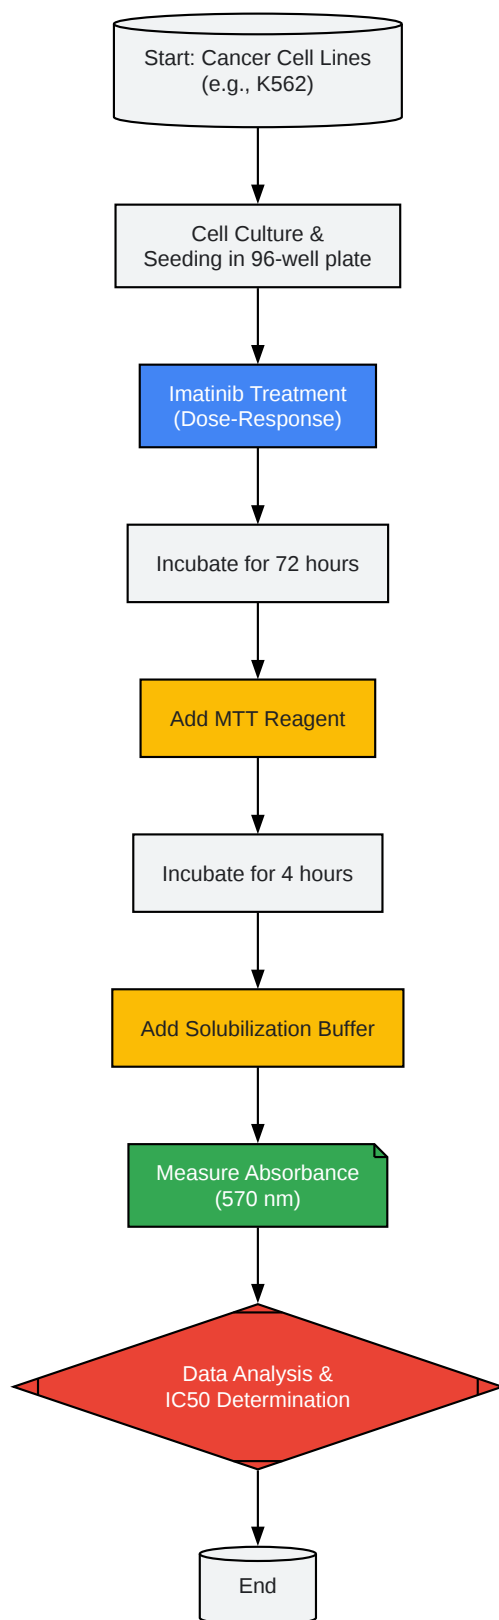 Start: Cancer Cell Lines
(e.g., K562)
Cell Culture &
Seeding in 96-well plate
Imatinib Treatment
(Dose-Response)
Incubate for 72 hours
Add MTT Reagent
Incubate for 4 hours
Add Solubilization Buffer
Measure Absorbance
(570 nm)
Data Analysis &
IC50 Determination
End